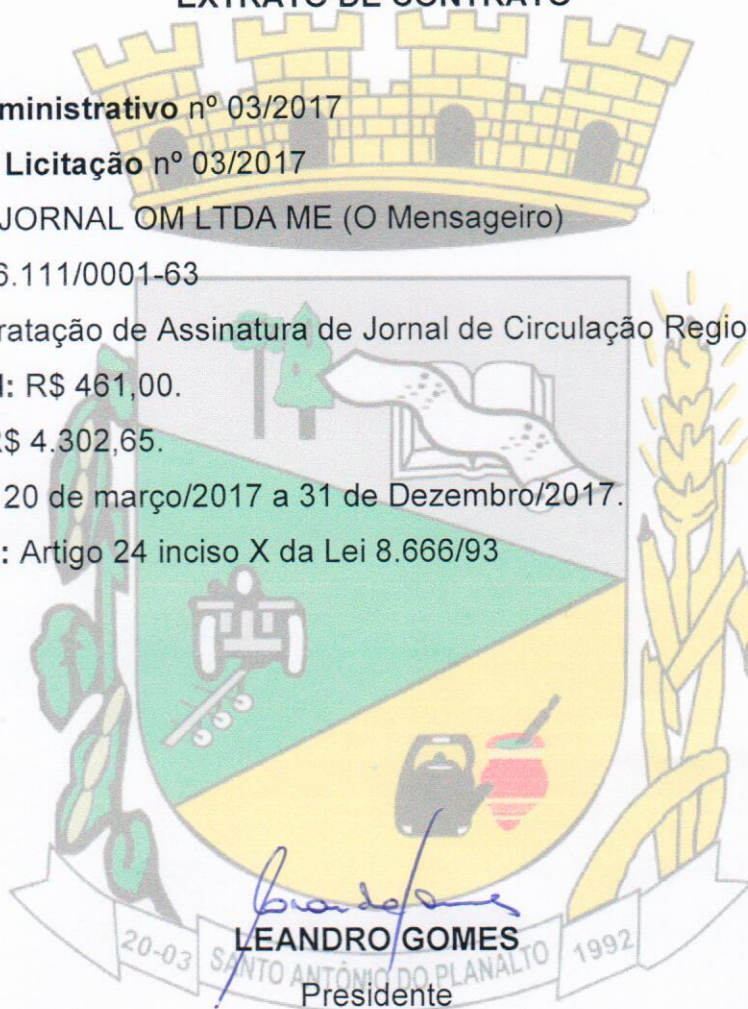 EXTRATO DE CONTRATO
ministrativo nº 03/2017
Licitação nº 03/2017
JORNAL OM LTDA ME (O Mensageiro)
6.111/0001-63
ratação de Assinatura de Jornal de Circulação Regio
l: R$ 461,00.
R$ 4.302,65.
20 de março/2017 a 31 de Dezembro/2017.
: Artigo 24 inciso X da Lei 8.666/93
LEANDRO GOMES
20-03 SANTO ANTÔNIO DO PLANALTO 1992
Presidente